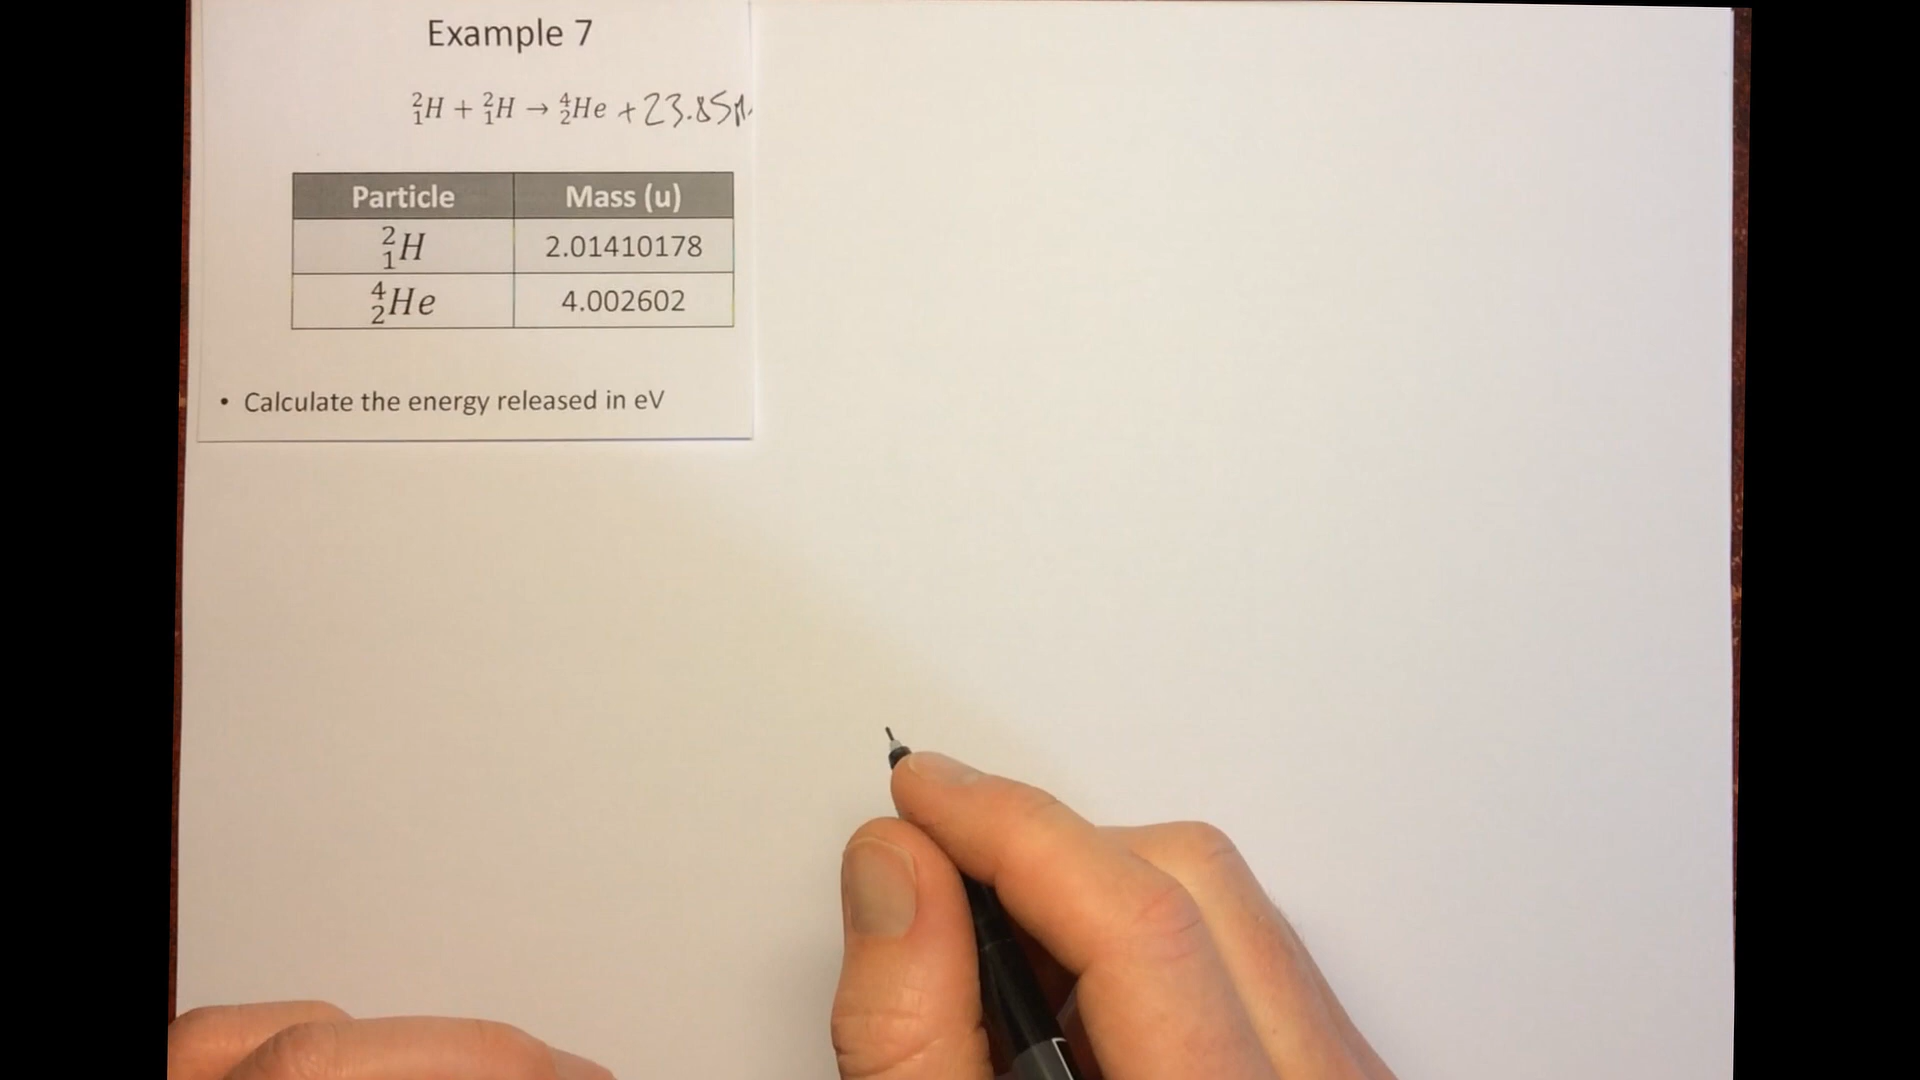 Example 7
²₁H + ²₁H → ⁴₂He + 23.85M
Particle Mass (u)
²₁H 2.01410178
⁴₂He 4.002602
• Calculate the energy released in eV